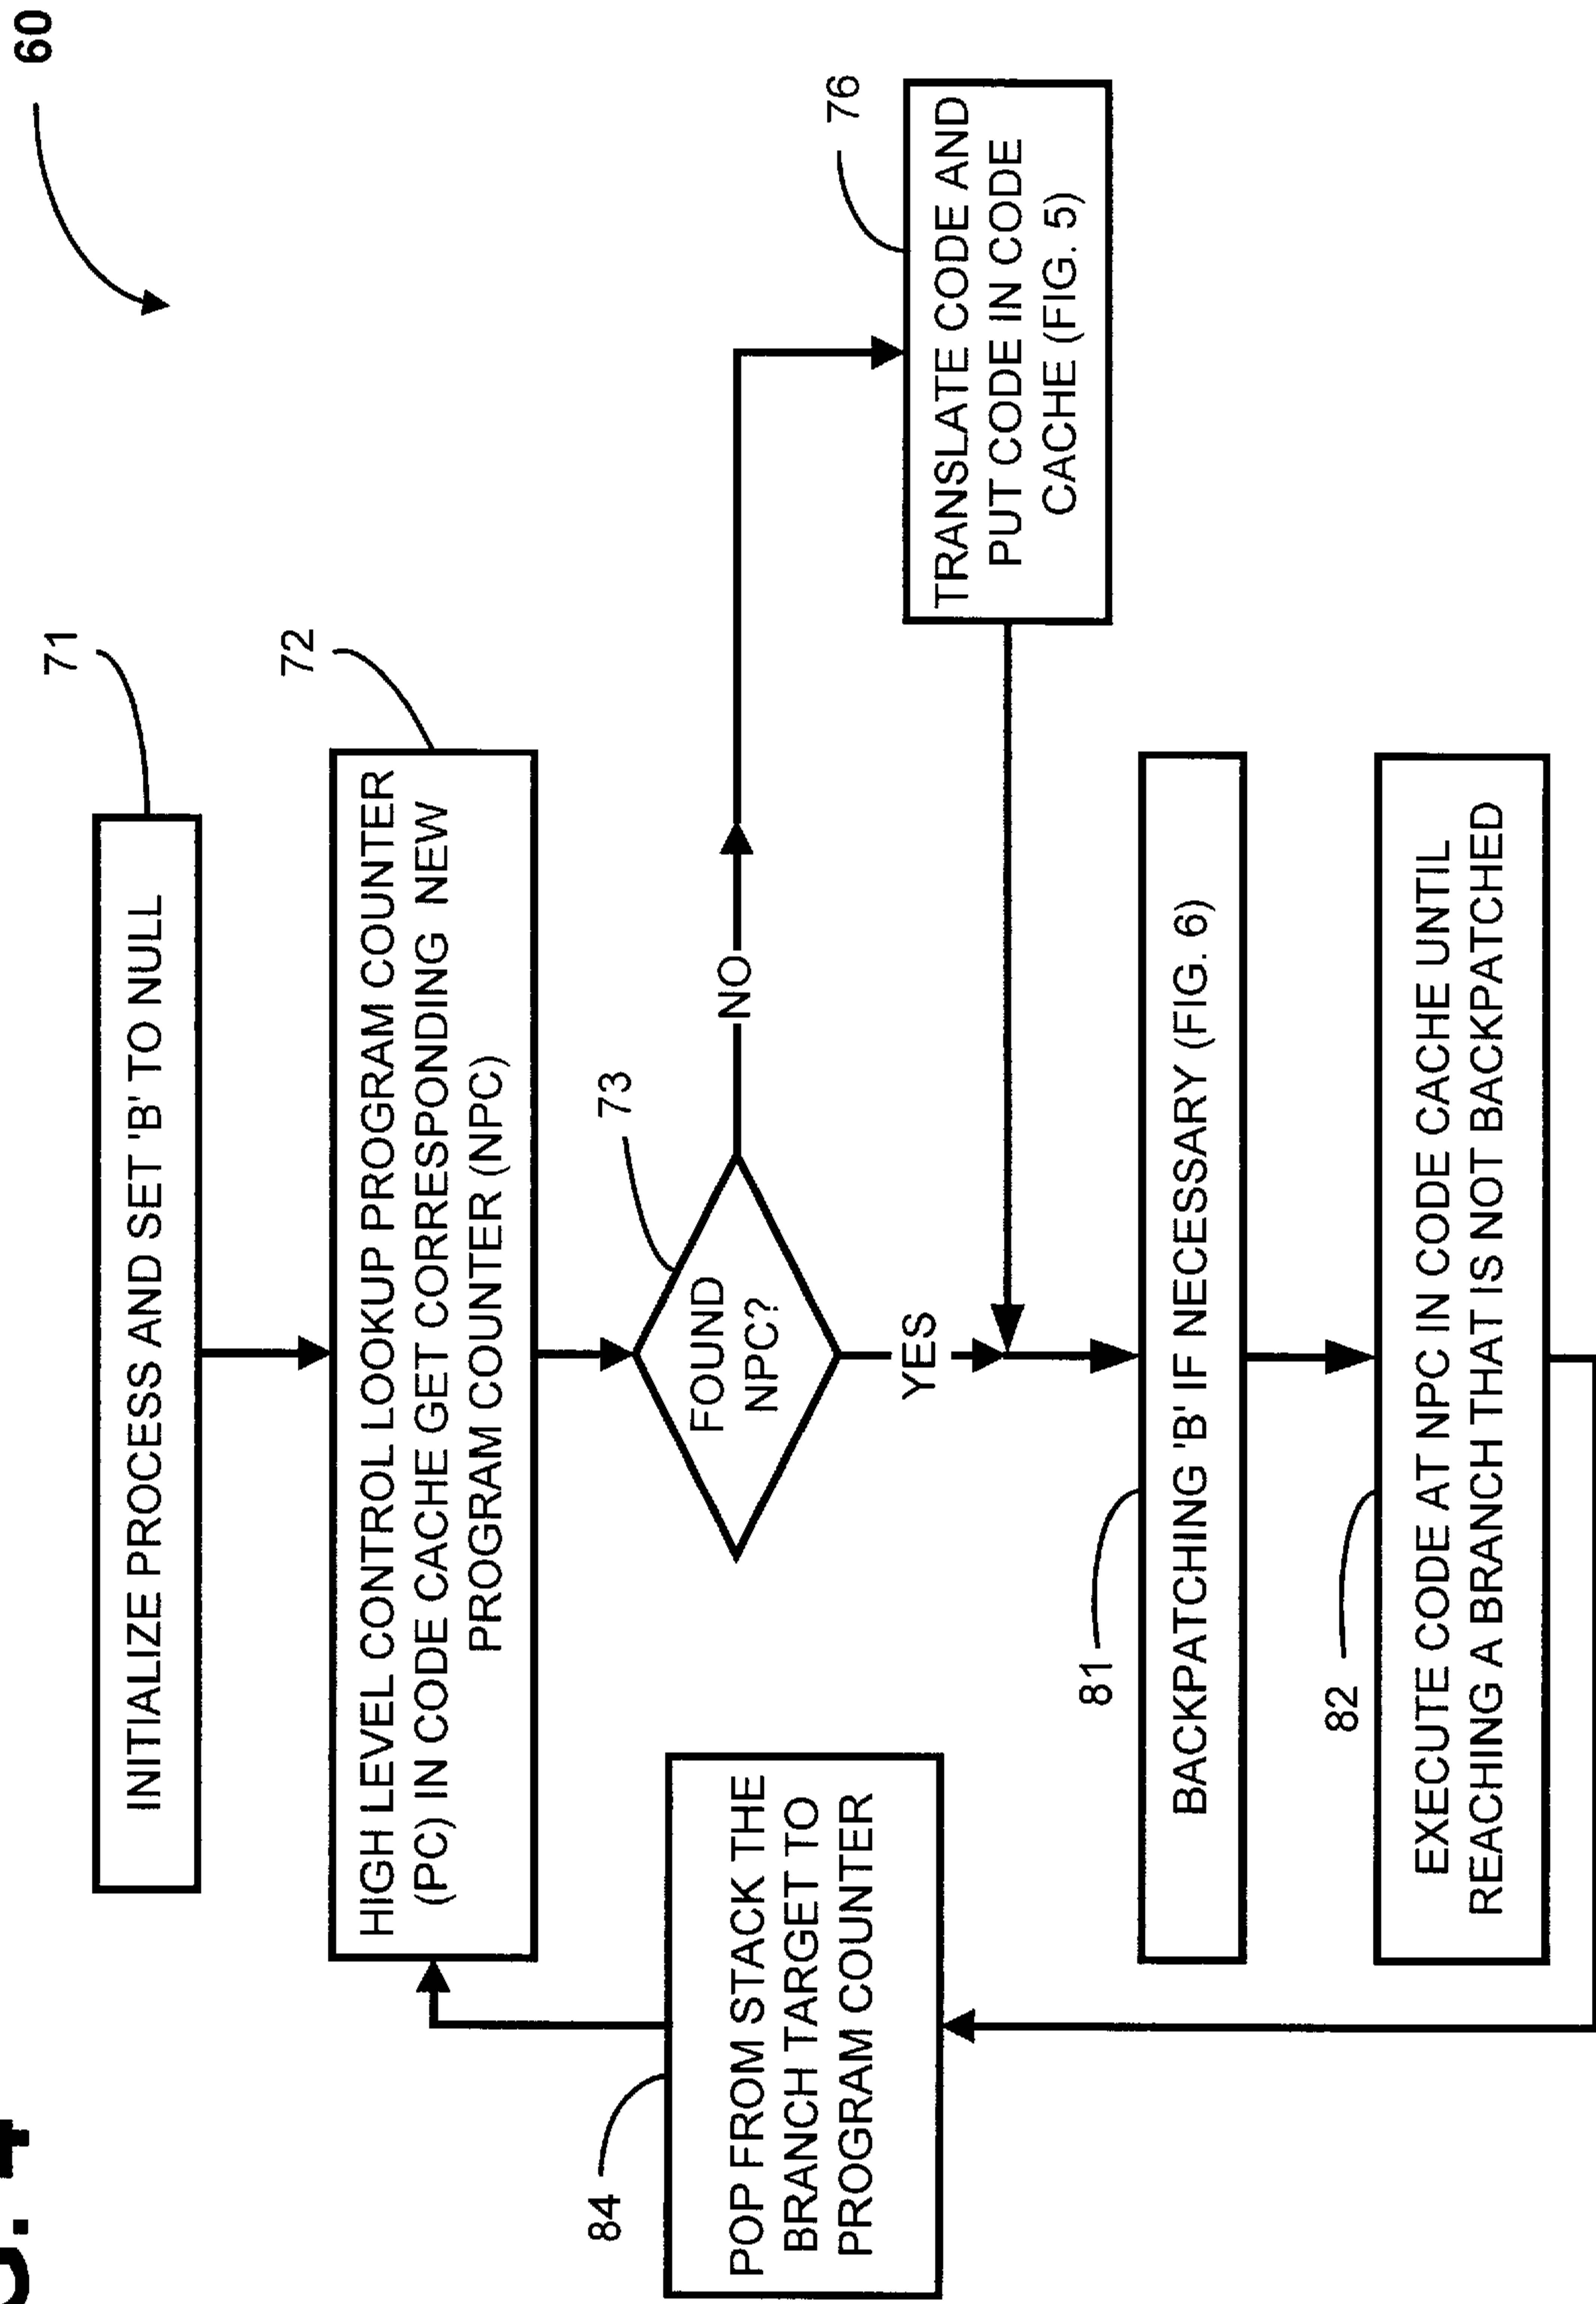 60
71
INITIALIZE PROCESS AND SET 'B' TO NULL
72
HIGH LEVEL CONTROL LOOKUP PROGRAM COUNTER
(PC) IN CODE CACHE GET CORRESPONDING NEW
PROGRAM COUNTER (NPC)
73
FOUND
NPC?
NO
YES
76
TRANSLATE CODE AND
PUT CODE IN CODE
CACHE (FIG. 5)
84
POP FROM STACK THE
BRANCH TARGET TO
PROGRAM COUNTER
81
BACKPATCHING 'B' IF NECESSARY (FIG. 6)
82
EXECUTE CODE AT NPC IN CODE CACHE UNTIL
REACHING A BRANCH THAT IS NOT BACKPATCHED